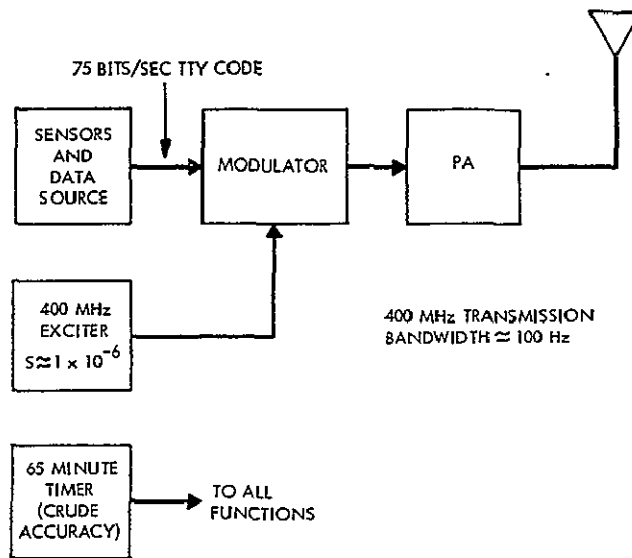 75 BITS/SEC TTY CODE
SENSORS
AND
DATA
SOURCE
MODULATOR
PA
400 MHz
EXCITER
S≈1 x 10⁻⁶
400 MHz TRANSMISSION
BANDWIDTH ≈ 100 Hz
65 MINUTE
TIMER
(CRUDE
ACCURACY)
TO ALL
FUNCTIONS